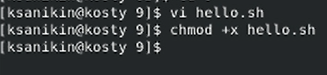 [ksanikin@kosty 9]$ vi hello.sh
[ksanikin@kosty 9]$ chmod +x hello.sh
[ksanikin@kosty 9]$